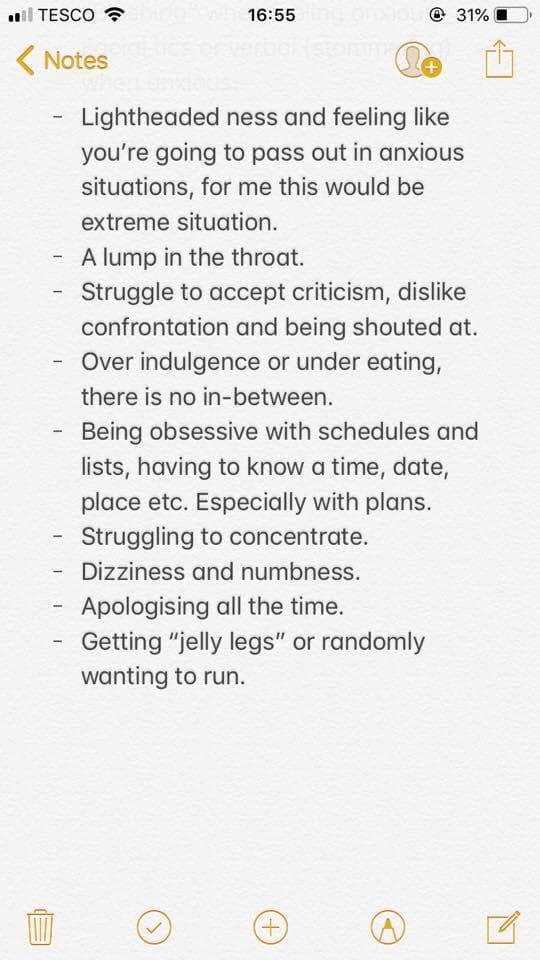 TESCO 16:55 31%
Notes
- Lightheaded ness and feeling like
you're going to pass out in anxious
situations, for me this would be
extreme situation.
- A lump in the throat.
- Struggle to accept criticism, dislike
confrontation and being shouted at.
- Over indulgence or under eating,
there is no in-between.
- Being obsessive with schedules and
lists, having to know a time, date,
place etc. Especially with plans.
- Struggling to concentrate.
- Dizziness and numbness.
- Apologising all the time.
- Getting “jelly legs” or randomly
wanting to run.